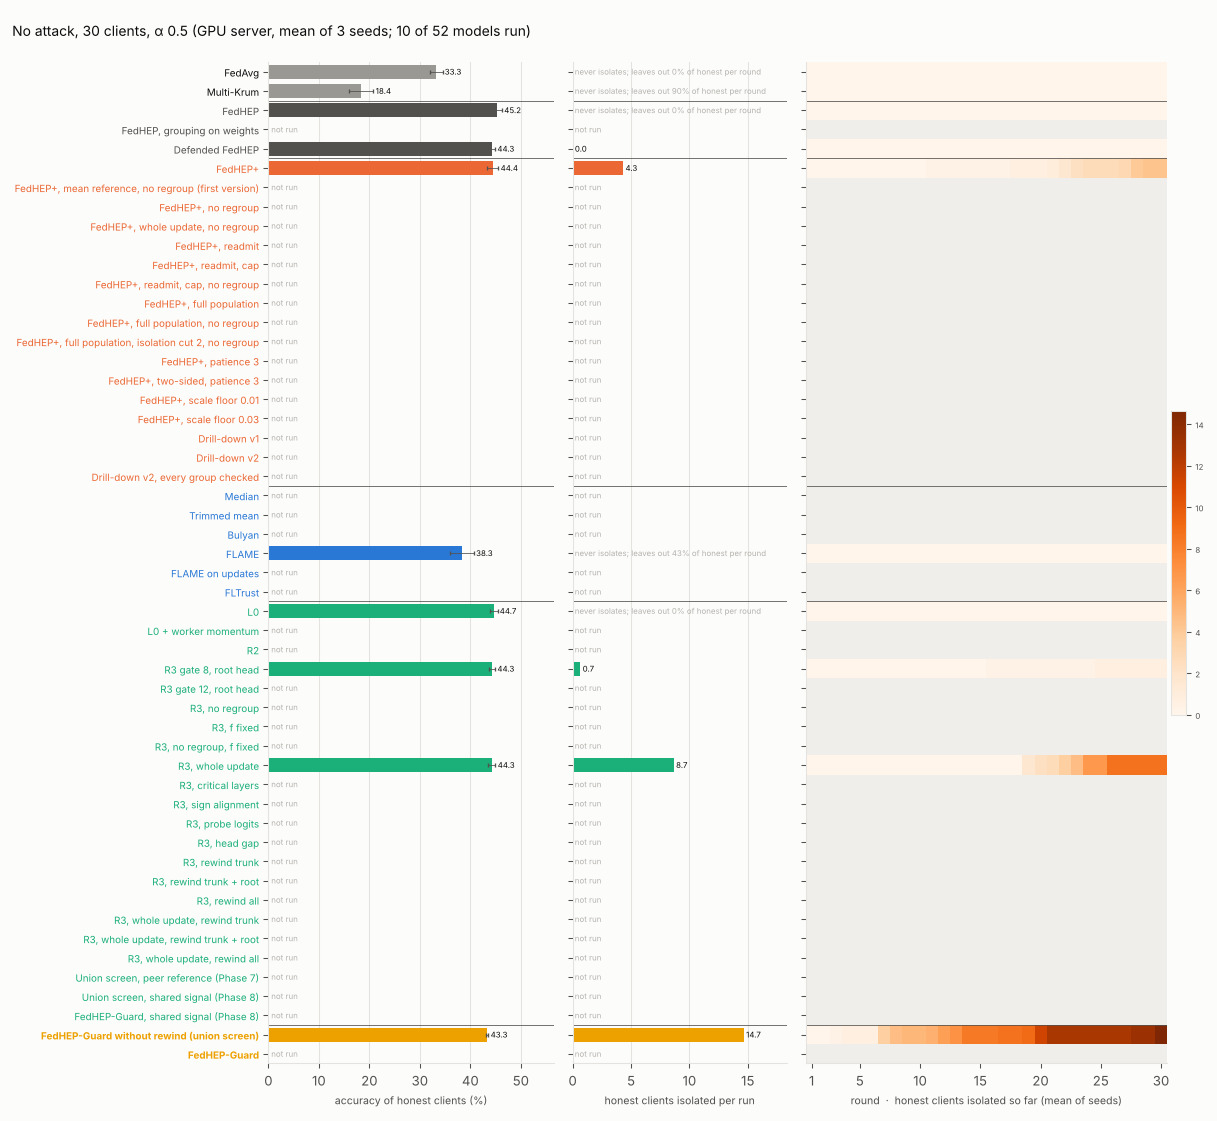 No attack, 30 clients, α 0.5 (GPU server, mean of 3 seeds; 10 of 52 models run)
FedAvg 33.3 never isolates; leaves out 0% of honest per round
Multi-Krum 18.4 never isolates; leaves out 90% of honest per round
FedHEP 45.2 never isolates; leaves out 0% of honest per round
FedHEP, grouping on weights not run not run
Defended FedHEP 44.3 0.0
FedHEP+ 44.4 4.3
FedHEP+, mean reference, no regroup (first version) not run not run
FedHEP+, no regroup not run not run
FedHEP+, whole update, no regroup not run not run
FedHEP+, readmit not run not run
FedHEP+, readmit, cap not run not run
FedHEP+, readmit, cap, no regroup not run not run
FedHEP+, full population not run not run
FedHEP+, full population, no regroup not run not run
FedHEP+, full population, isolation cut 2, no regroup not run not run
FedHEP+, patience 3 not run not run
FedHEP+, two-sided, patience 3 not run not run
FedHEP+, scale floor 0.01 not run not run
FedHEP+, scale floor 0.03 not run not run
Drill-down v1 not run not run
Drill-down v2 not run not run
Drill-down v2, every group checked not run not run
Median not run not run
Trimmed mean not run not run
Bulyan not run not run
FLAME 38.3 never isolates; leaves out 43% of honest per round
FLAME on updates not run not run
FLTrust not run not run
L0 44.7 never isolates; leaves out 0% of honest per round
L0 + worker momentum not run not run
R2 not run not run
R3 gate 8, root head 44.3 0.7
R3 gate 12, root head not run not run
R3, no regroup not run not run
R3, f fixed not run not run
R3, no regroup, f fixed not run not run
R3, whole update 44.3 8.7
R3, critical layers not run not run
R3, sign alignment not run not run
R3, probe logits not run not run
R3, head gap not run not run
R3, rewind trunk not run not run
R3, rewind trunk + root not run not run
R3, rewind all not run not run
R3, whole update, rewind trunk not run not run
R3, whole update, rewind trunk + root not run not run
R3, whole update, rewind all not run not run
Union screen, peer reference (Phase 7) not run not run
Union screen, shared signal (Phase 8) not run not run
FedHEP-Guard, shared signal (Phase 8) not run not run
FedHEP-Guard without rewind (union screen) 43.3 14.7
FedHEP-Guard not run not run
0 10 20 30 40 50
accuracy of honest clients (%)
0 5 10 15
honest clients isolated per run
1 5 10 15 20 25 30
round · honest clients isolated so far (mean of seeds)
14
12
10
8
6
4
2
0